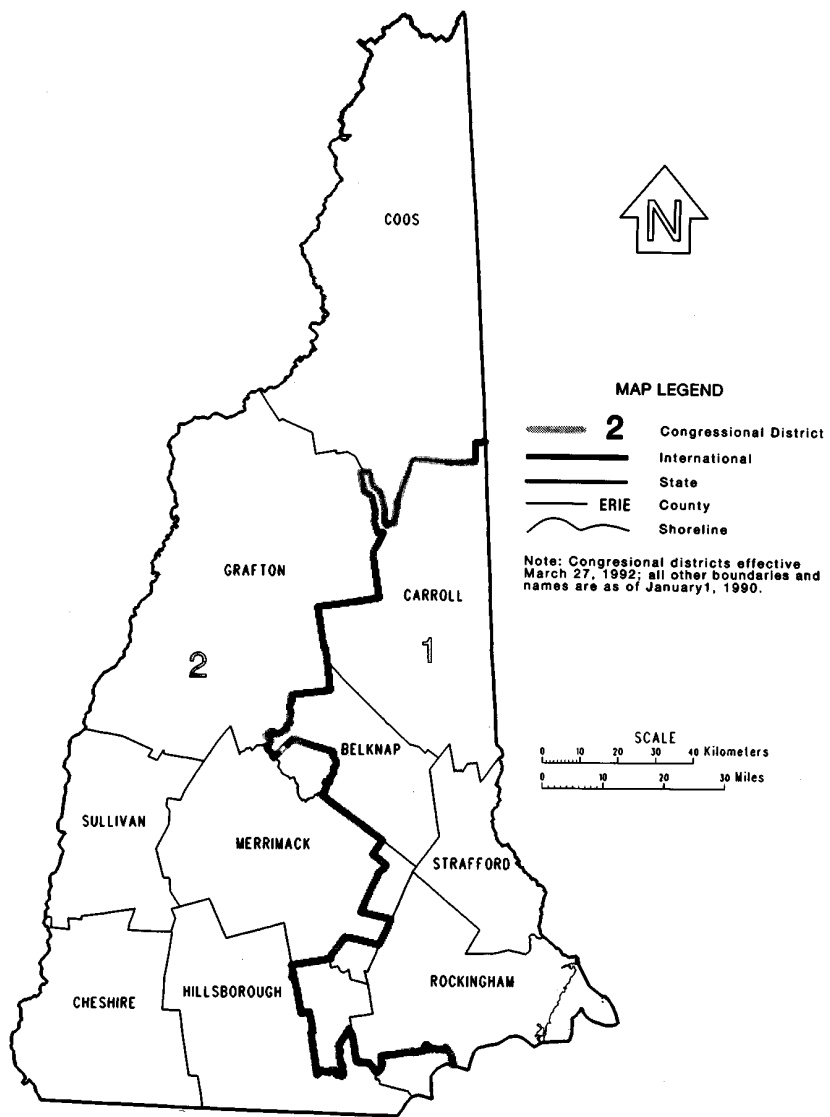 COOS
N
MAP LEGEND
2 Congressional District
International
State
ERIE County
Shoreline
Note: Congresional districts effective
March 27, 1992; all other boundaries and
names are as of January1, 1990.
GRAFTON
CARROLL
2
1
SCALE
0 10 20 30 40 Kilometers
0 10 20 30 Miles
BELKNAP
SULLIVAN
MERRIMACK
STRAFFORD
CHESHIRE
HILLSBOROUGH
ROCKINGHAM